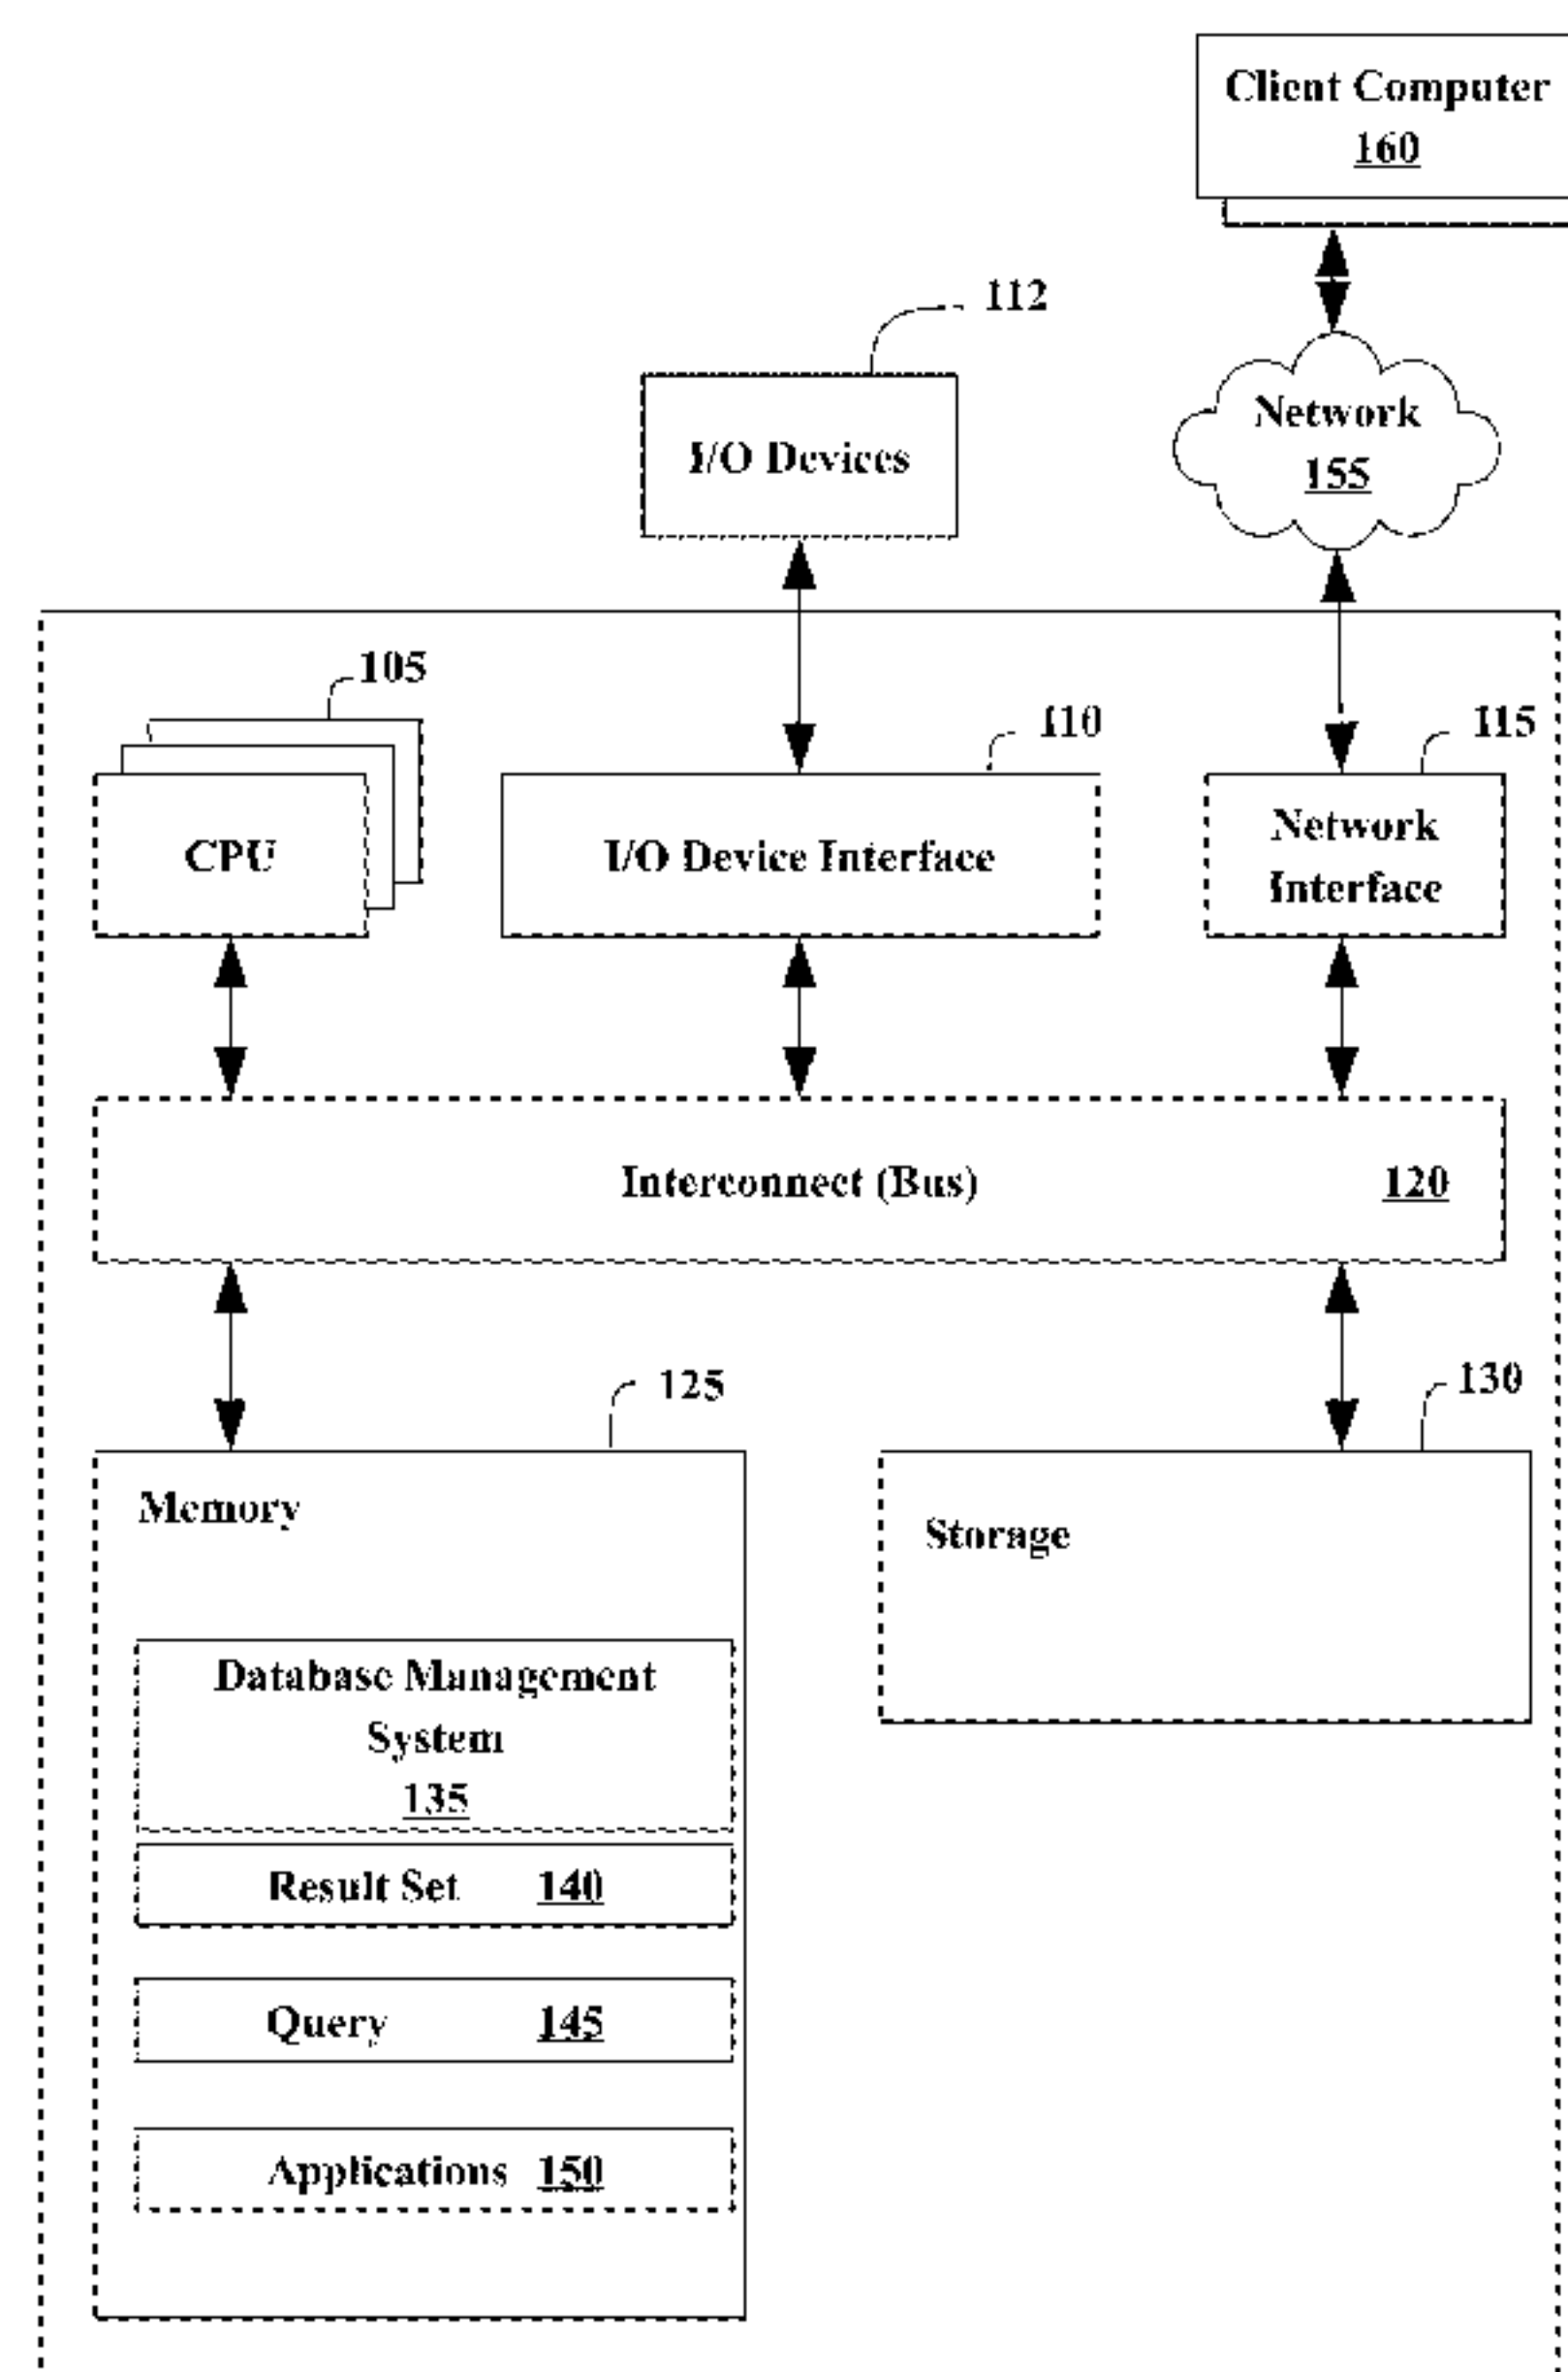 Client Computer
160
112
I/O Devices
Network
155
105
110
115
CPU
I/O Device Interface
Network
Interface
Interconnect (Bus)
120
125
130
Memory
Storage
Database Management
System
135
Result Set 140
Query 145
Applications 150